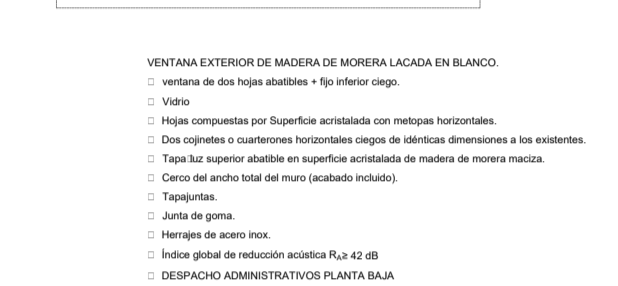 VENTANA EXTERIOR DE MADERA DE MORERA LACADA EN BLANCO.
□ ventana de dos hojas abatibles + fijo inferior ciego.
□ Vidrio
□ Hojas compuestas por Superficie acristalada con metopas horizontales.
□ Dos cojinetes o cuarterones horizontales ciegos de idénticas dimensiones a los existentes.
□ Tapa□luz superior abatible en superficie acristalada de madera de morera maciza.
□ Cerco del ancho total del muro (acabado incluido).
□ Tapajuntas.
□ Junta de goma.
□ Herrajes de acero inox.
□ Índice global de reducción acústica RA≥ 42 dB
□ DESPACHO ADMINISTRATIVOS PLANTA BAJA